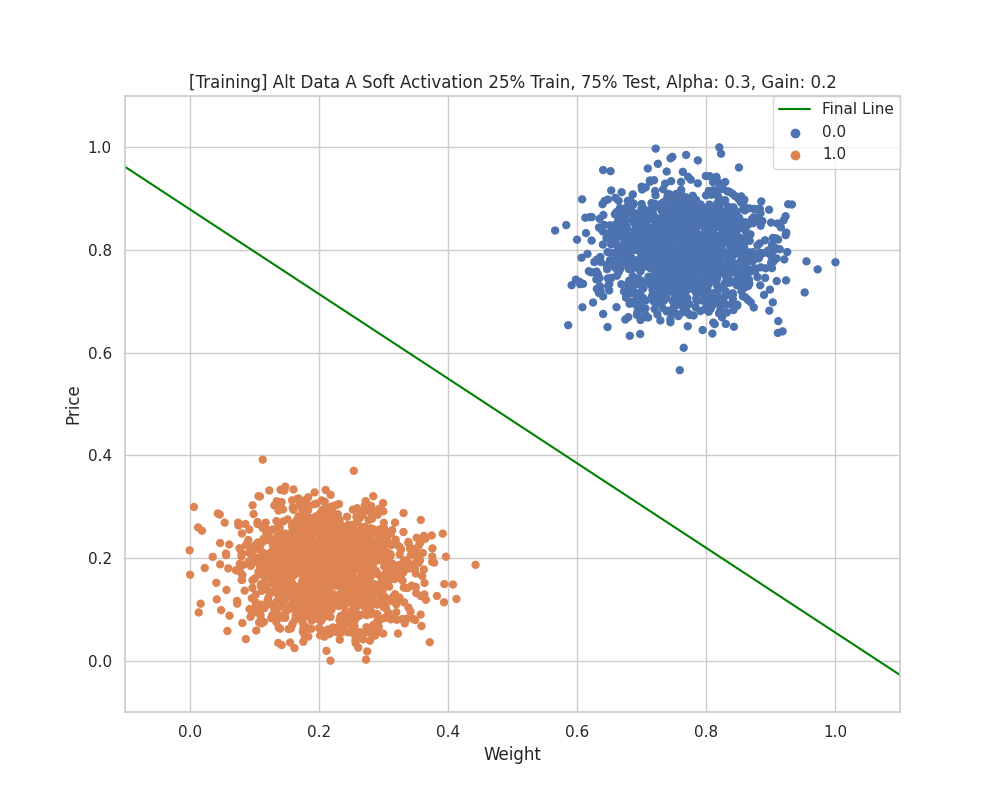 [Training] Alt Data A Soft Activation 25% Train, 75% Test, Alpha: 0.3, Gain: 0.2
Final Line
0.0
1.0
1.0
0.8
0.6
0.4
0.2
0.0
Price
0.0 0.2 0.4 0.6 0.8 1.0
Weight